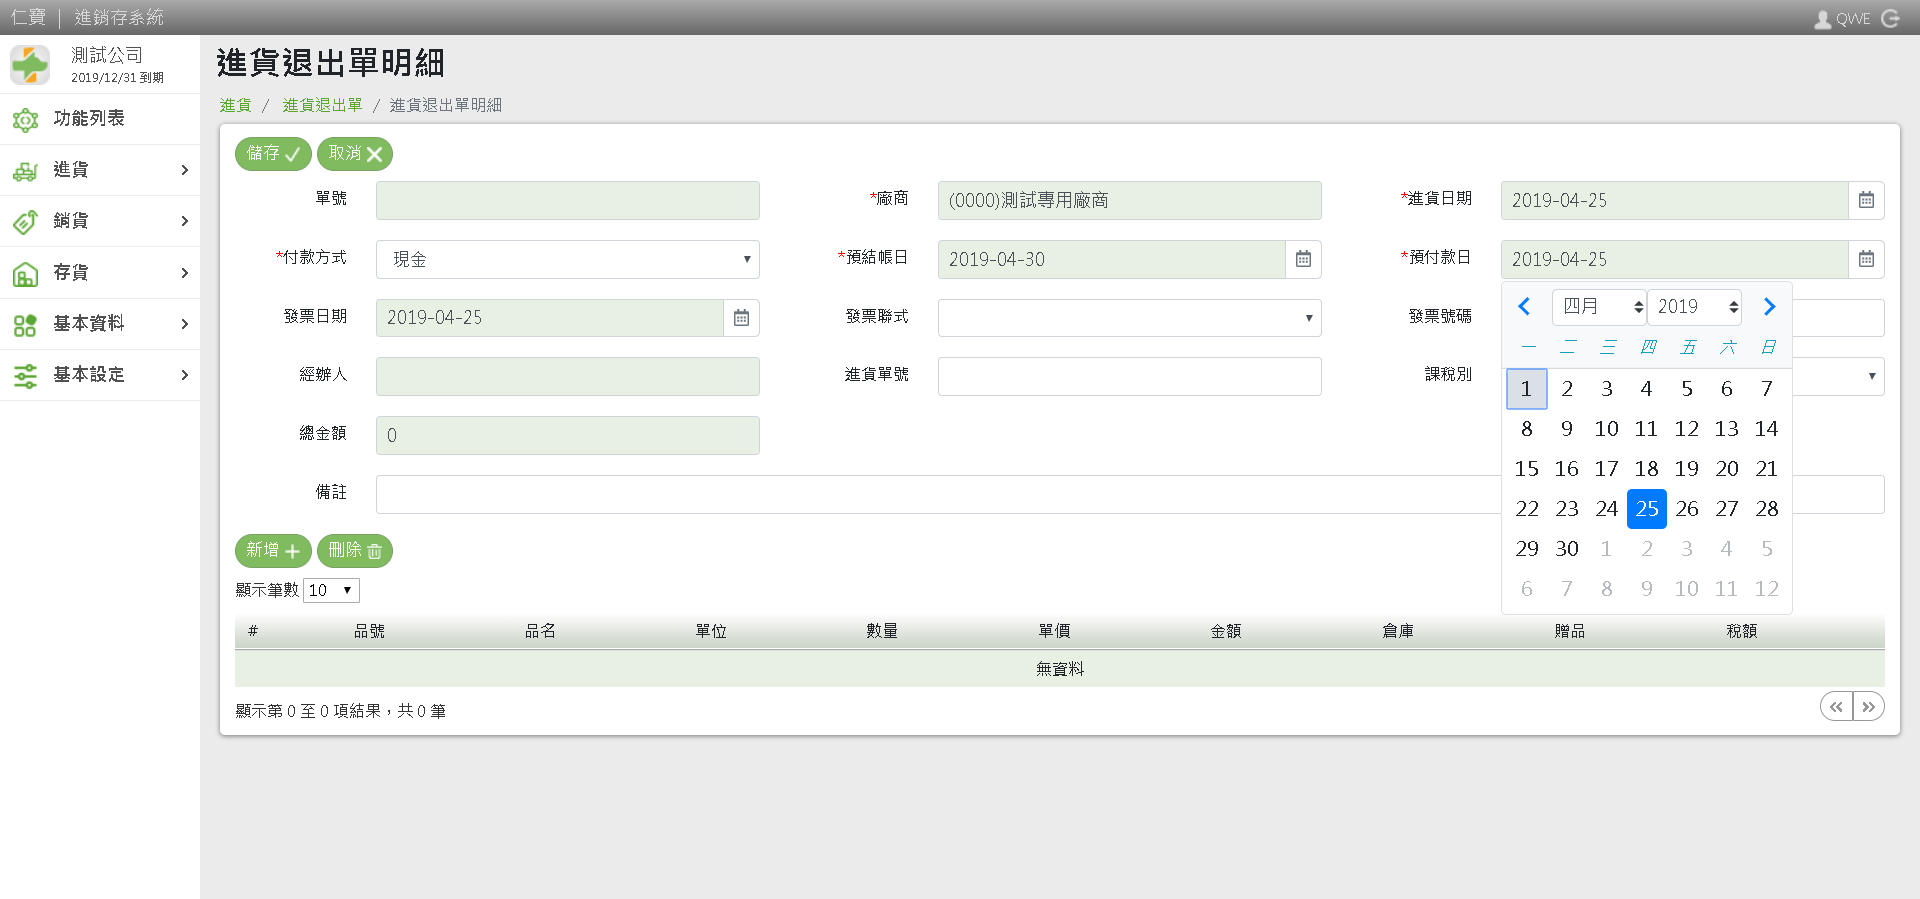 仁寶 | 進銷存系統
QWE
測試公司
2019/12/31 到期
功能列表
進貨
銷貨
存貨
基本資料
基本設定
進貨退出單明細
進貨 / 進貨退出單 / 進貨退出單明細
儲存 取消
單號
*廠商 (0000)測試專用廠商
*進貨日期 2019-04-25
*付款方式 現金
*預結帳日 2019-04-30
*預付款日 2019-04-25
發票日期 2019-04-25
發票聯式
發票號碼
經辦人
進貨單號
課稅別
總金額 0
備註
四月 2019
一 二 三 四 五 六 日
1 2 3 4 5 6 7
8 9 10 11 12 13 14
15 16 17 18 19 20 21
22 23 24 25 26 27 28
29 30 1 2 3 4 5
6 7 8 9 10 11 12
新增 刪除
顯示筆數 10
# 品號 品名 單位 數量 單價 金額 倉庫 贈品 稅額
無資料
顯示第 0 至 0 項結果，共 0 筆
« »